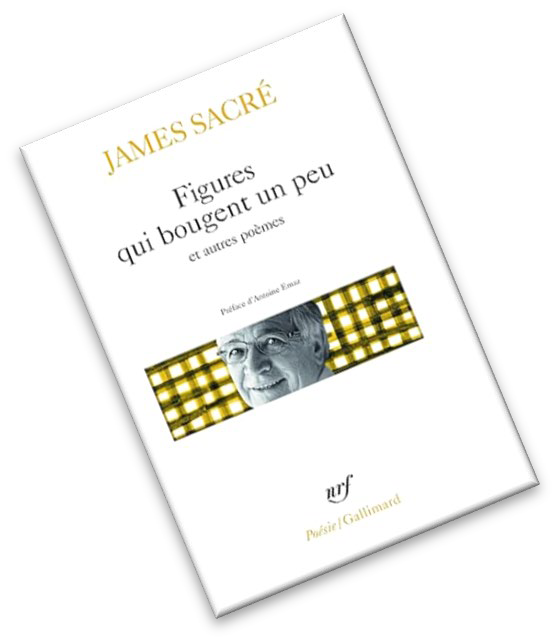 JAMES SACRÉ
Figures
qui bougent un peu
et autres poèmes
Préface d'Antoine Emaz
nrf
Poésie/Gallimard